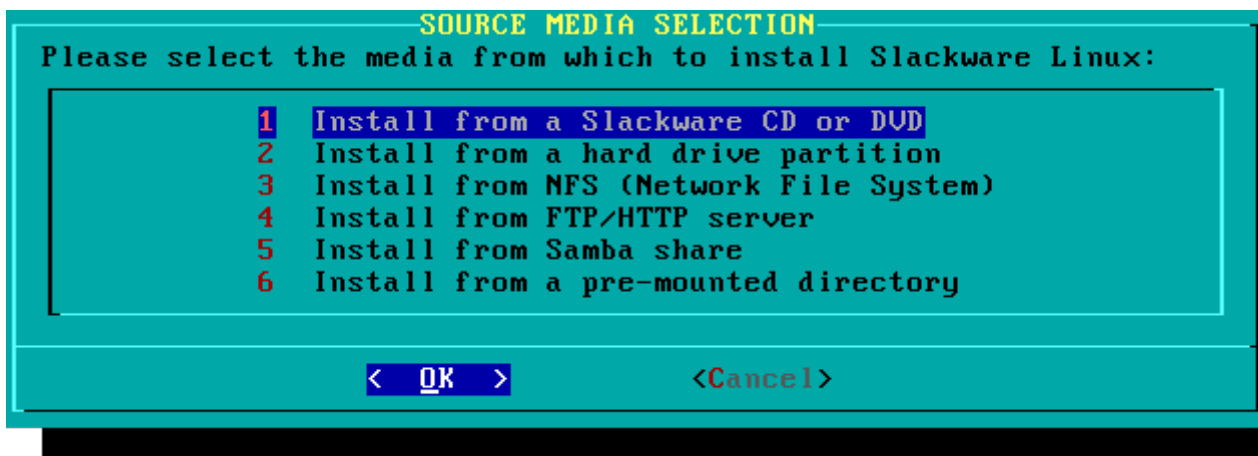 SOURCE MEDIA SELECTION
Please select the media from which to install Slackware Linux:
1 Install from a Slackware CD or DVD
2 Install from a hard drive partition
3 Install from NFS (Network File System)
4 Install from FTP/HTTP server
5 Install from Samba share
6 Install from a pre-mounted directory
< OK > <Cancel>